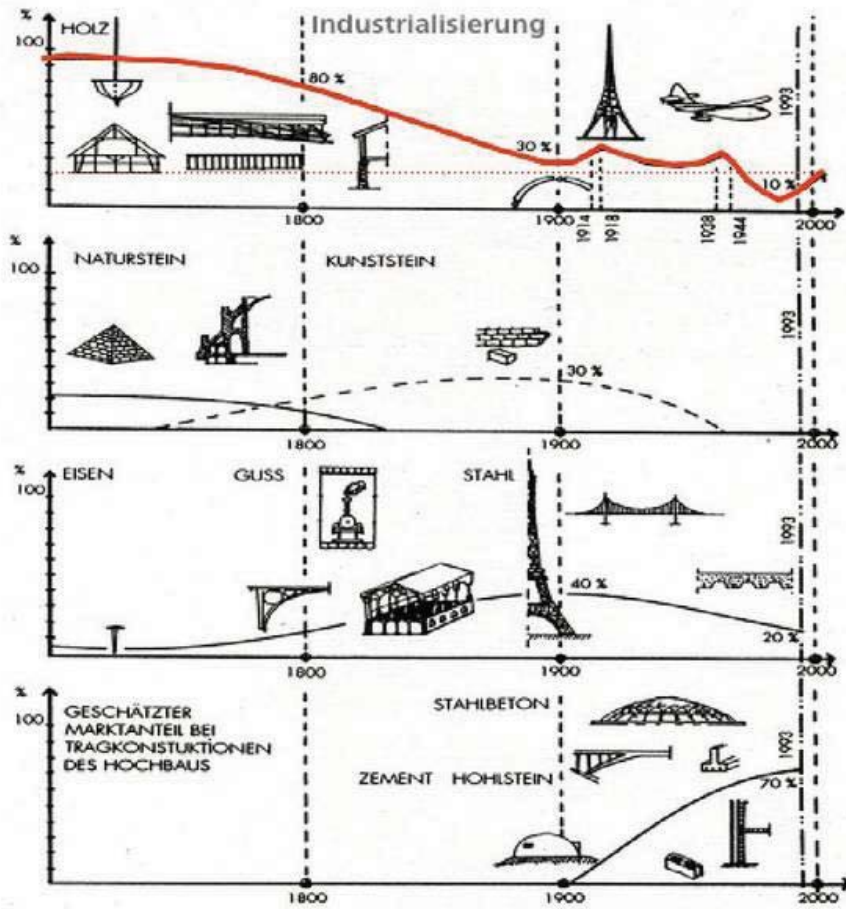 Industrialisierung
%
100
HOLZ
80 %
30 %
10 %
1993
1800
1900
1914
1918
1938
1944
2000
%
100
NATURSTEIN
KUNSTSTEIN
30 %
1993
1800
1900
2000
%
100
EISEN
GUSS
STAHL
40 %
20 %
1993
1800
1900
2000
%
100
GESCHÄTZTER
MARKTANTEIL BEI
TRAGKONSTUKTIONEN
DES HOCHBAUS
STAHLBETON
ZEMENT HOHLSTEIN
1993
70 %
1800
1900
2000